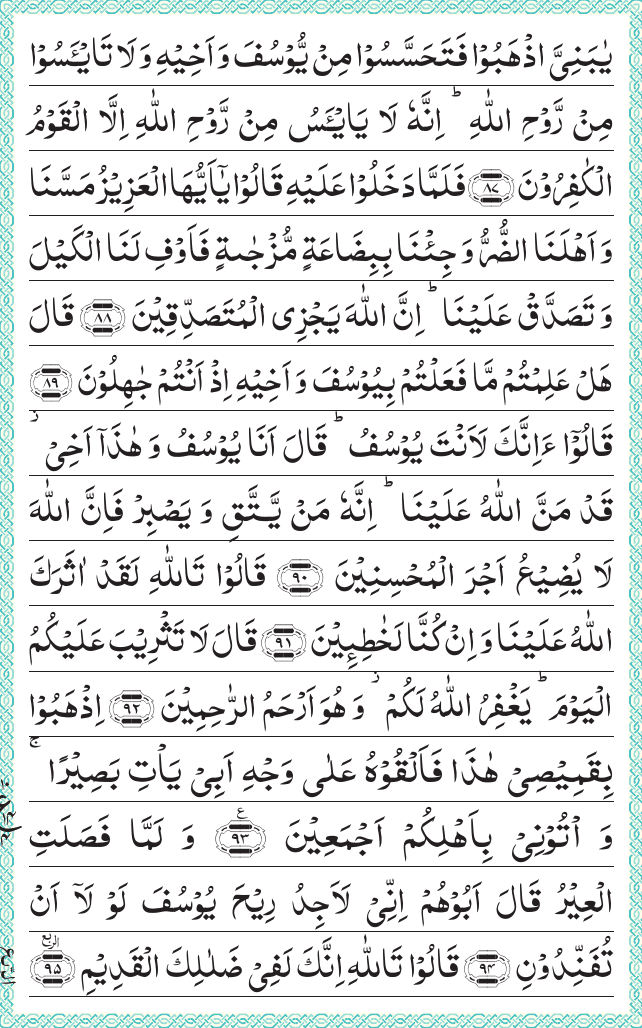 يٰبَنِىَّ اذْهَبُوْا فَتَحَسَّسُوْا مِنْ يُّوْسُفَ وَاَخِيْهِ وَلَا تَايْـَٔسُوْا
مِنْ رَّوْحِ اللّٰهِ ؕ اِنَّهٗ لَا يَايْـَٔسُ مِنْ رَّوْحِ اللّٰهِ اِلَّا الْقَوْمُ
الْكٰفِرُوْنَ ﴿۸۷﴾ فَلَمَّا دَخَلُوْا عَلَيْهِ قَالُوْا يٰۤاَيُّهَا الْعَزِيْزُ مَسَّنَا
وَاَهْلَنَا الضُّرُّ وَجِئْنَا بِبِضَاعَةٍ مُّزْجٰىةٍ فَاَوْفِ لَنَا الْكَيْلَ
وَتَصَدَّقْ عَلَيْنَا ؕ اِنَّ اللّٰهَ يَجْزِى الْمُتَصَدِّقِيْنَ ﴿۸۸﴾ قَالَ
هَلْ عَلِمْتُمْ مَّا فَعَلْتُمْ بِيُوْسُفَ وَاَخِيْهِ اِذْ اَنْتُمْ جٰهِلُوْنَ ﴿۸۹﴾
قَالُوْۤا ءَاِنَّكَ لَاَنْتَ يُوْسُفُ ؕ قَالَ اَنَا يُوْسُفُ وَهٰذَاۤ اَخِىْ ز
قَدْ مَنَّ اللّٰهُ عَلَيْنَا ؕ اِنَّهٗ مَنْ يَّتَّقِ وَيَصْبِرْ فَاِنَّ اللّٰهَ
لَا يُضِيْعُ اَجْرَ الْمُحْسِنِيْنَ ﴿۹۰﴾ قَالُوْا تَاللّٰهِ لَقَدْ اٰثَرَكَ
اللّٰهُ عَلَيْنَا وَاِنْ كُنَّا لَخٰطِـِٕيْنَ ﴿۹۱﴾ قَالَ لَا تَثْرِيْبَ عَلَيْكُمُ
الْيَوْمَ ؕ يَغْفِرُ اللّٰهُ لَكُمْ ز وَهُوَ اَرْحَمُ الرّٰحِمِيْنَ ﴿۹۲﴾ اِذْهَبُوْا
بِقَمِيْصِىْ هٰذَا فَاَلْقُوْهُ عَلٰى وَجْهِ اَبِىْ يَاْتِ بَصِيْرًا ۚ
وَاْتُوْنِىْ بِاَهْلِكُمْ اَجْمَعِيْنَ ﴿۹۳﴾ ع وَلَمَّا فَصَلَتِ
الْعِيْرُ قَالَ اَبُوْهُمْ اِنِّىْ لَاَجِدُ رِيْحَ يُوْسُفَ لَوْ لَاۤ اَنْ
تُفَنِّدُوْنِ ﴿۹۴﴾ قَالُوْا تَاللّٰهِ اِنَّكَ لَفِىْ ضَلٰلِكَ الْقَدِيْمِ ﴿۹۵﴾ الربع